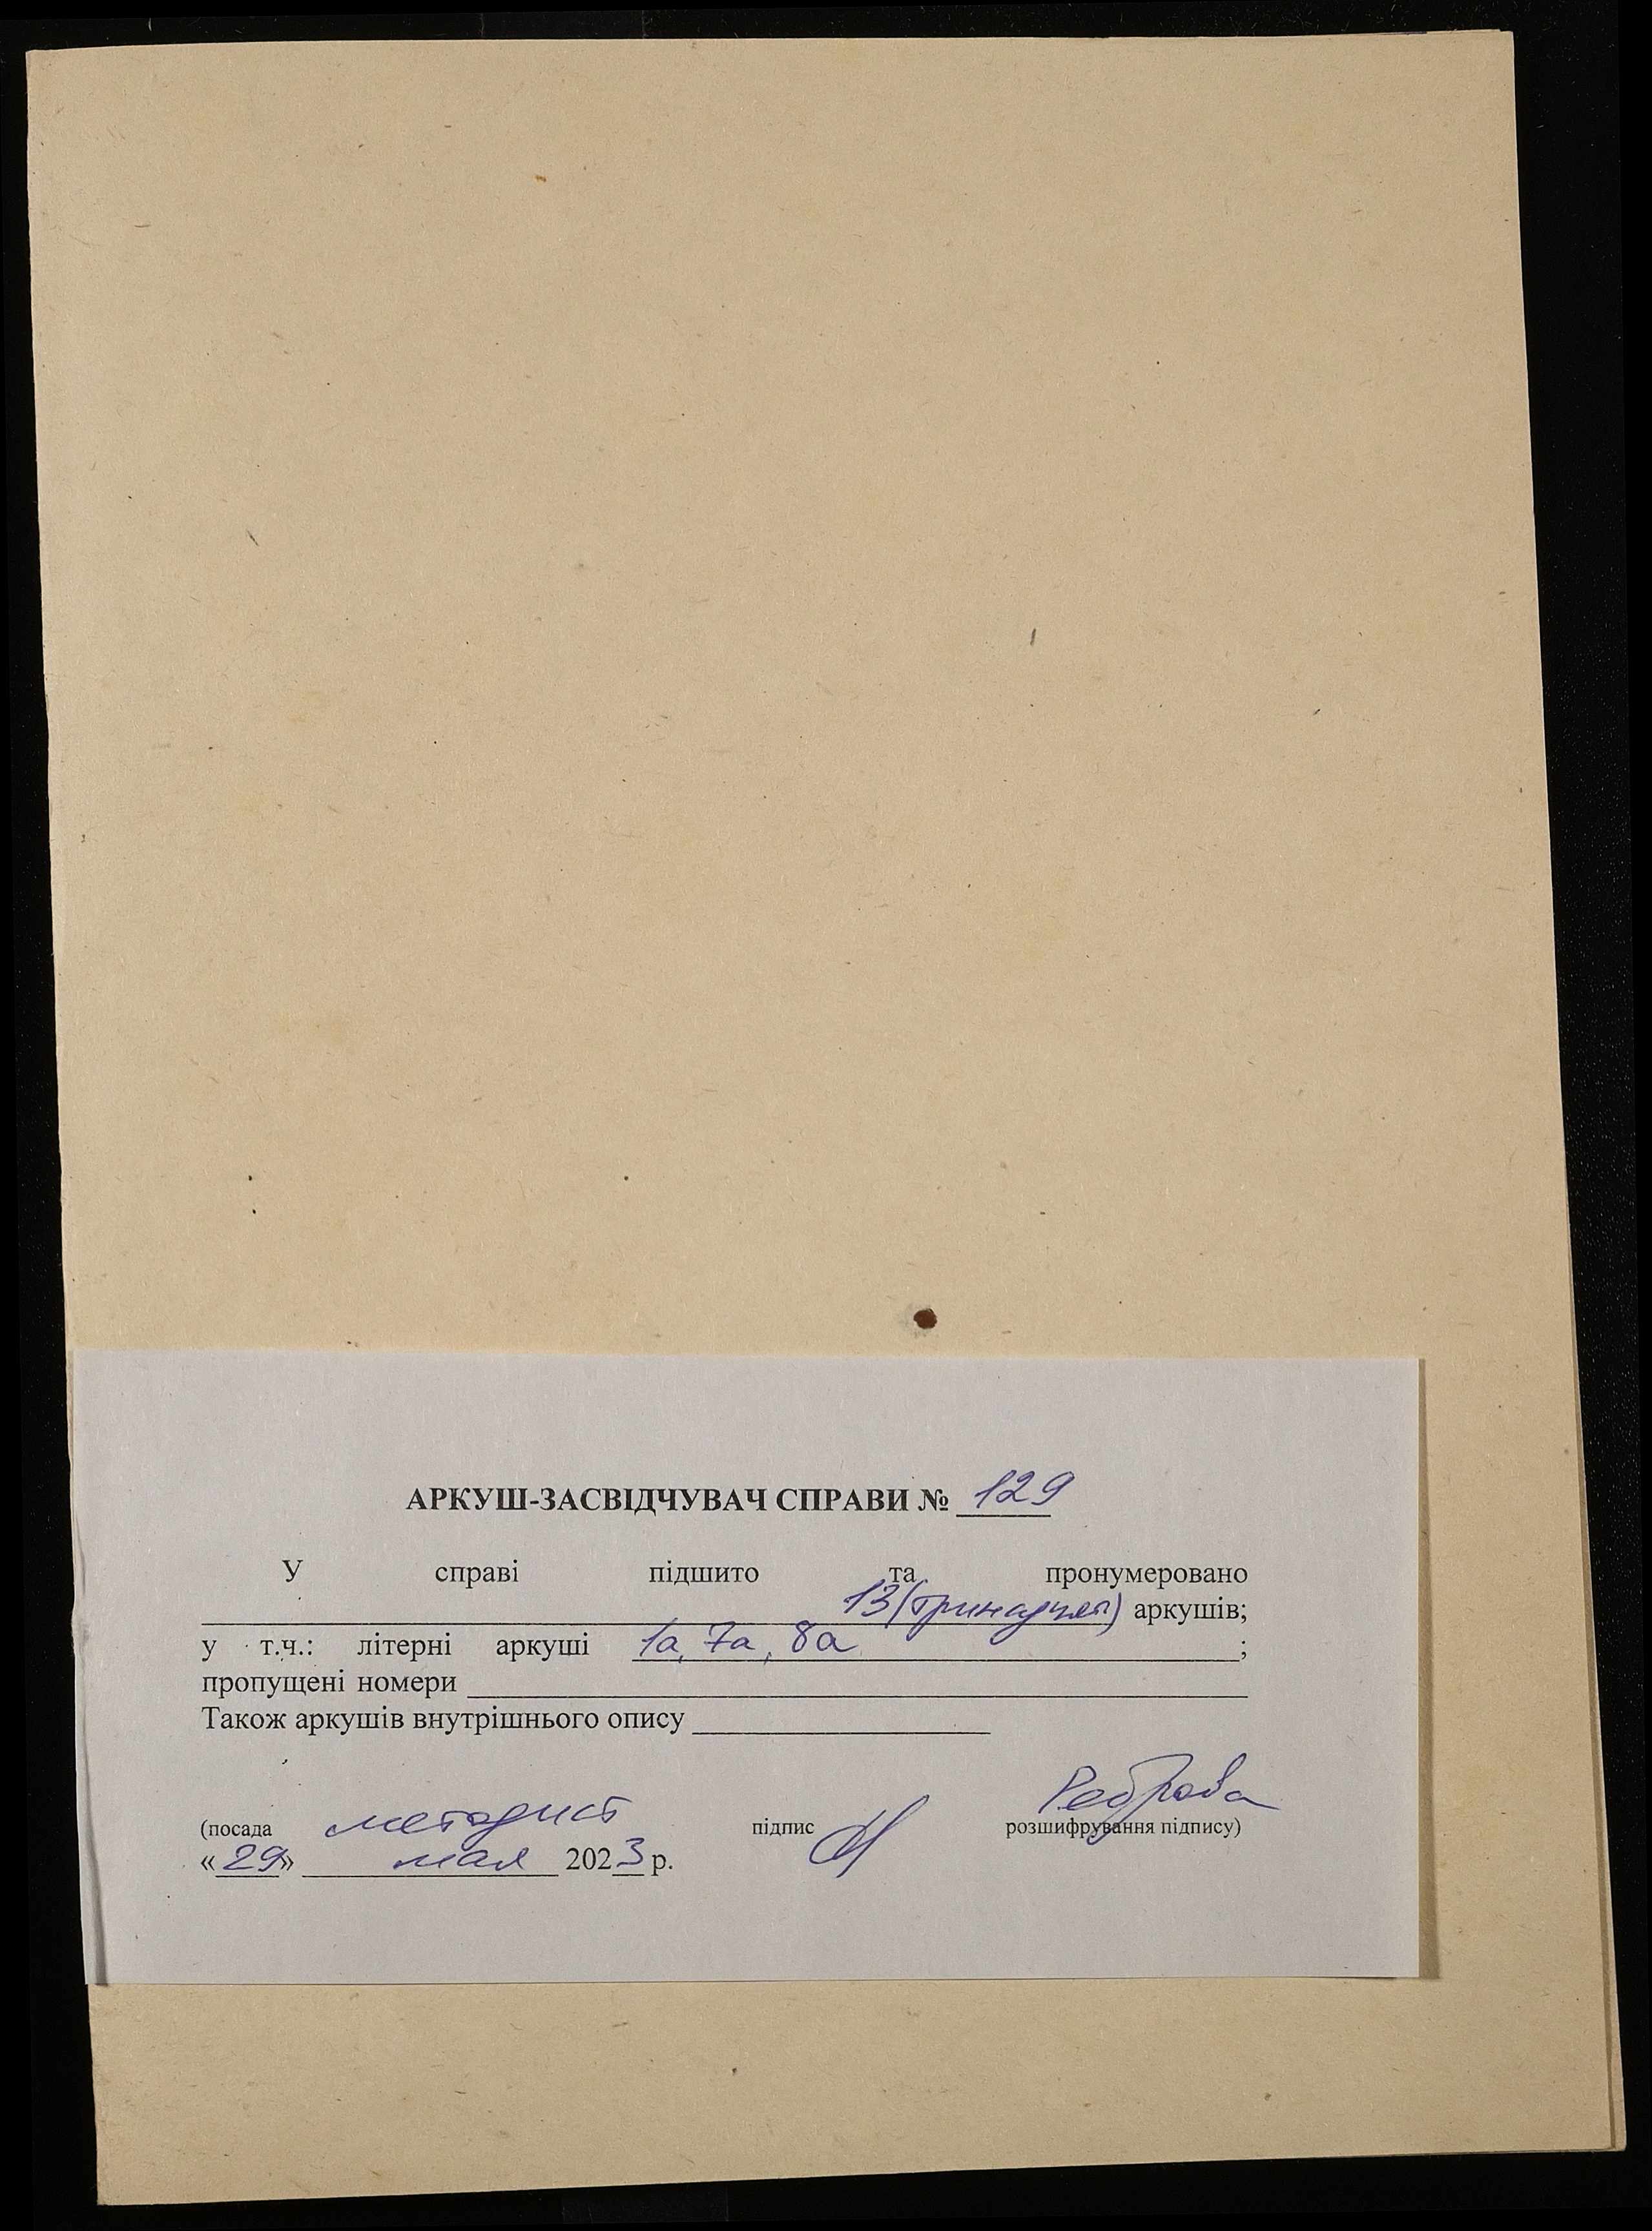 АРКУШ-ЗАСВІДЧУВАЧ СПРАВИ № 129
У справі підшито та пронумеровано
13 (тринадцять) аркушів;
у т.ч.: літерні аркуші 1а, 7а, 8а ;
пропущені номери
Також аркушів внутрішнього опису
(посада методист підпис Реброва розшифрування підпису)
«29» мая 2023 р.